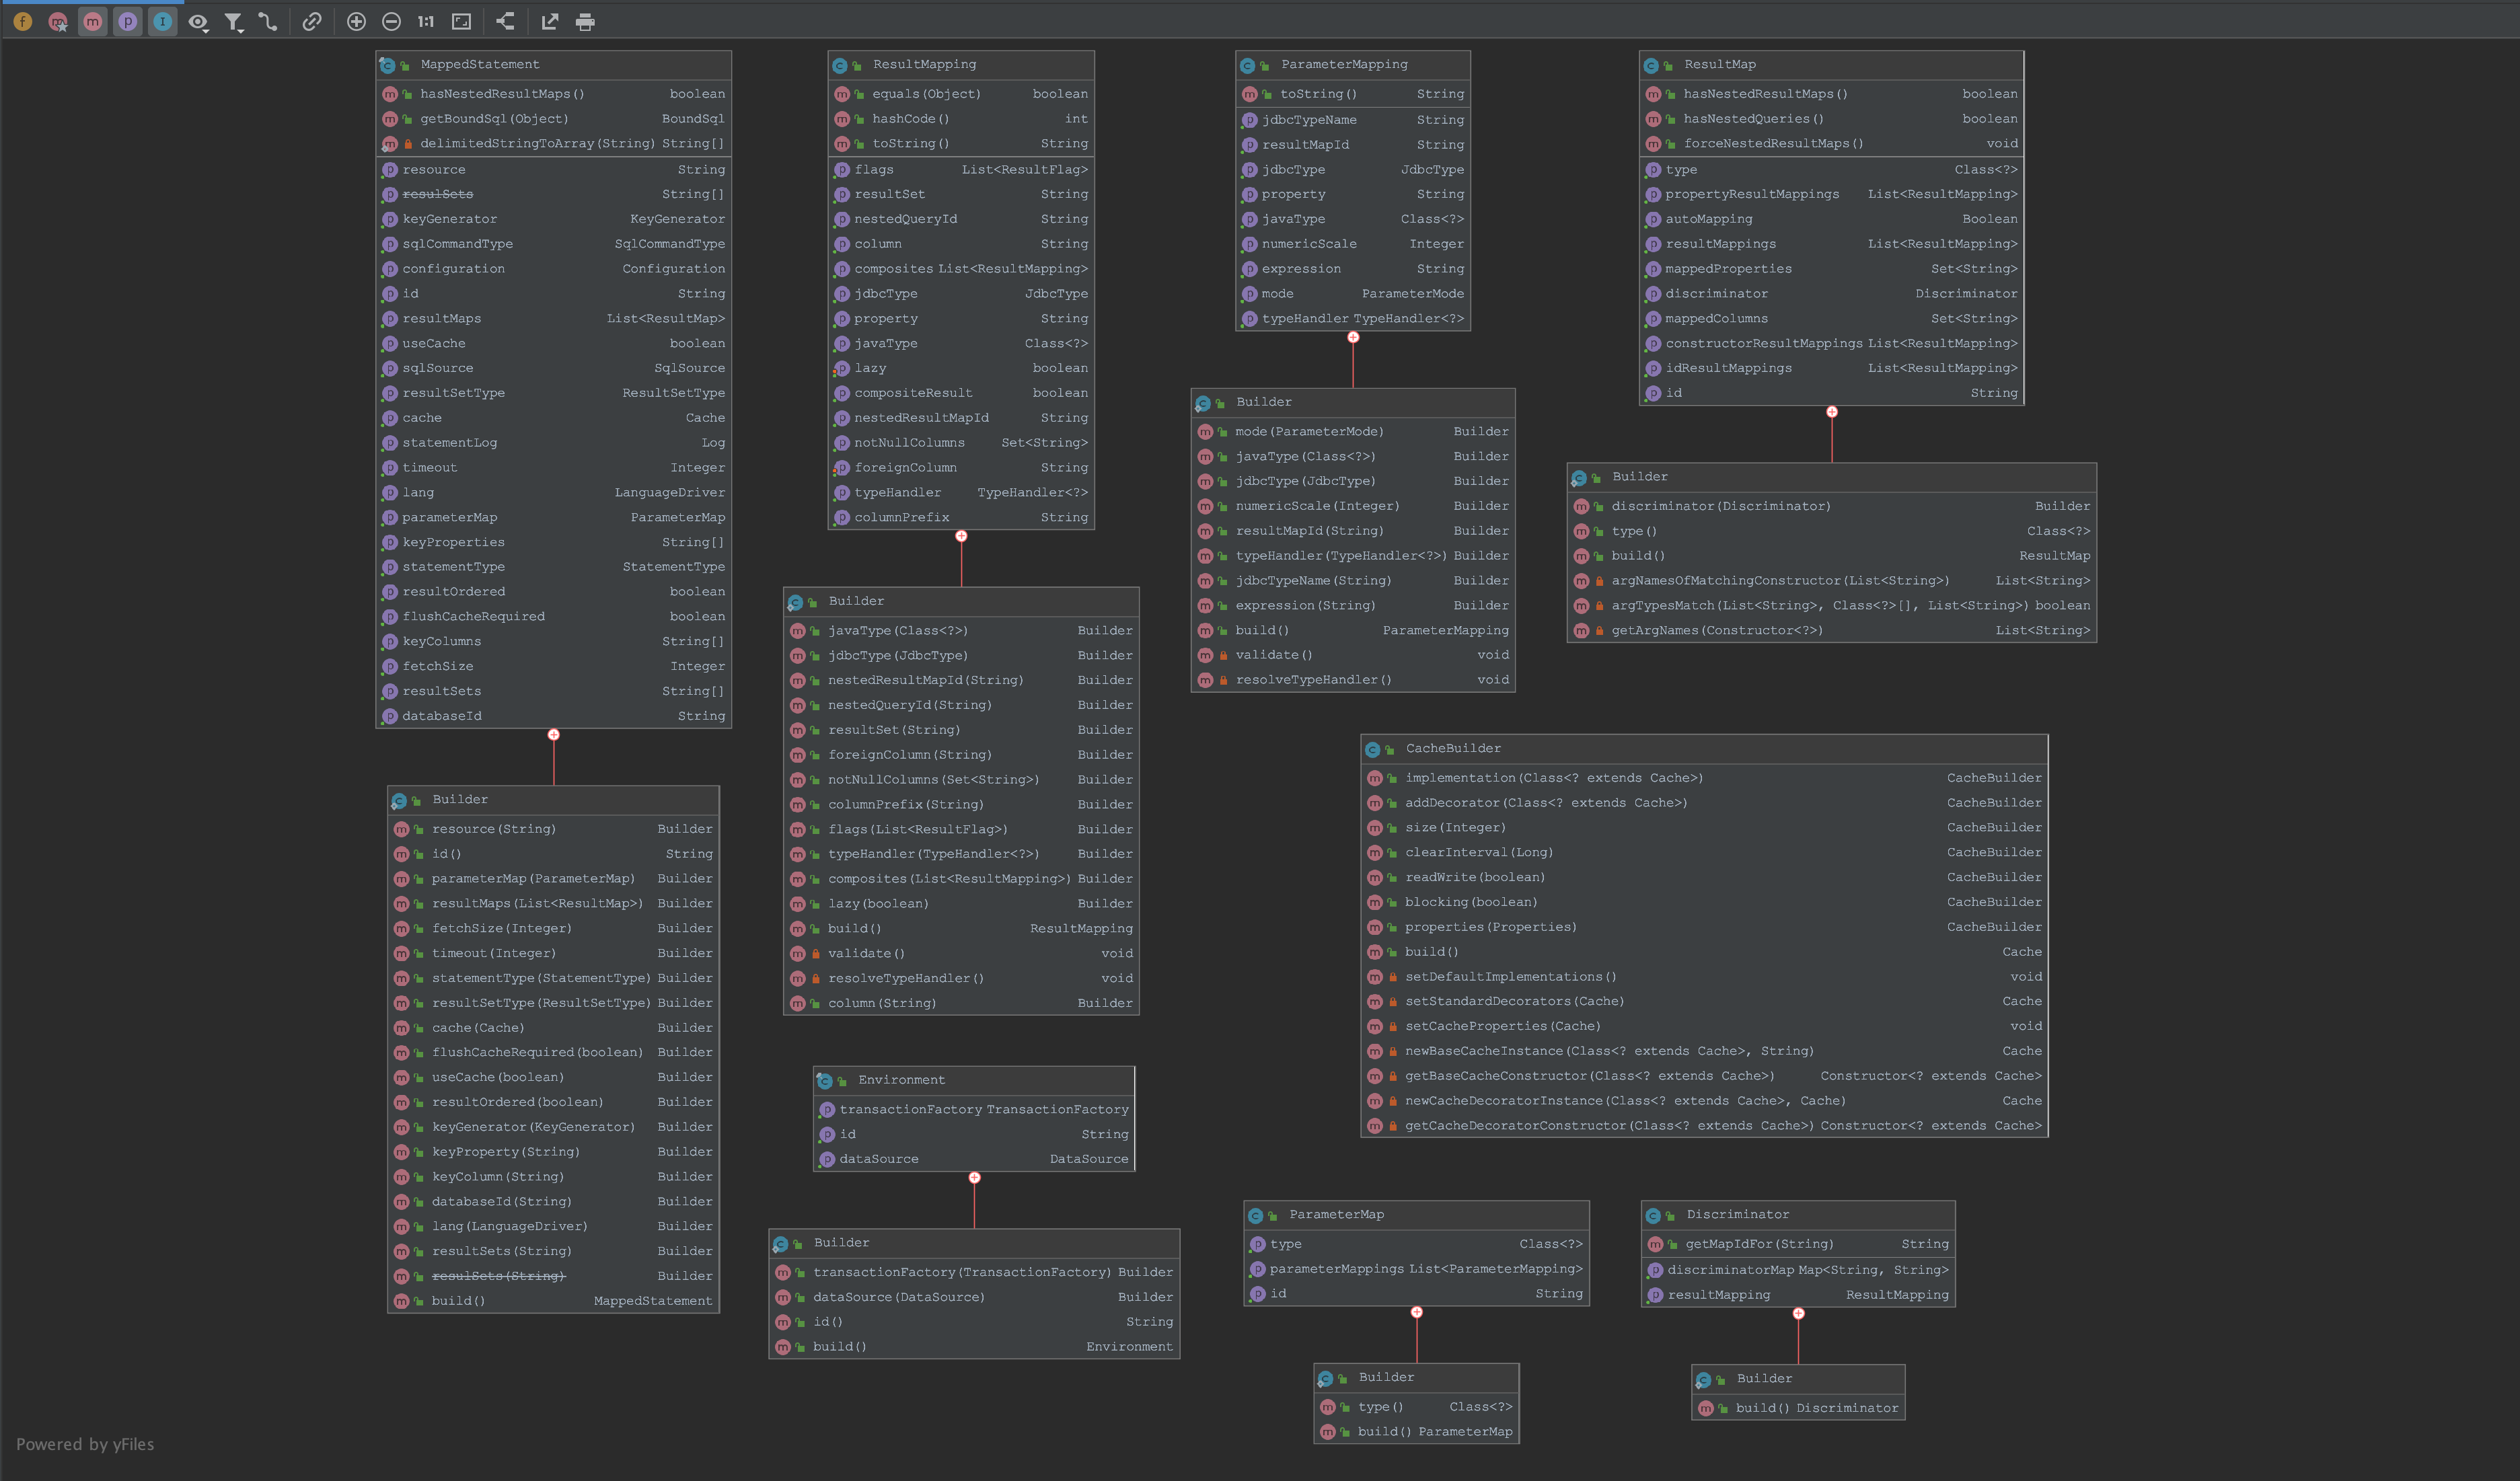 1:1
MappedStatement
hasNestedResultMaps() boolean
getBoundSql(Object) BoundSql
delimitedStringToArray(String) String[]
resource String
resulSets String[]
keyGenerator KeyGenerator
sqlCommandType SqlCommandType
configuration Configuration
id String
resultMaps List<ResultMap>
useCache boolean
sqlSource SqlSource
resultSetType ResultSetType
cache Cache
statementLog Log
timeout Integer
lang LanguageDriver
parameterMap ParameterMap
keyProperties String[]
statementType StatementType
resultOrdered boolean
flushCacheRequired boolean
keyColumns String[]
fetchSize Integer
resultSets String[]
databaseId String
Builder
resource(String) Builder
id() String
parameterMap(ParameterMap) Builder
resultMaps(List<ResultMap>) Builder
fetchSize(Integer) Builder
timeout(Integer) Builder
statementType(StatementType) Builder
resultSetType(ResultSetType) Builder
cache(Cache) Builder
flushCacheRequired(boolean) Builder
useCache(boolean) Builder
resultOrdered(boolean) Builder
keyGenerator(KeyGenerator) Builder
keyProperty(String) Builder
keyColumn(String) Builder
databaseId(String) Builder
lang(LanguageDriver) Builder
resultSets(String) Builder
resulSets(String) Builder
build() MappedStatement
ResultMapping
equals(Object) boolean
hashCode() int
toString() String
flags List<ResultFlag>
resultSet String
nestedQueryId String
column String
composites List<ResultMapping>
jdbcType JdbcType
property String
javaType Class<?>
lazy boolean
compositeResult boolean
nestedResultMapId String
notNullColumns Set<String>
foreignColumn String
typeHandler TypeHandler<?>
columnPrefix String
Builder
javaType(Class<?>) Builder
jdbcType(JdbcType) Builder
nestedResultMapId(String) Builder
nestedQueryId(String) Builder
resultSet(String) Builder
foreignColumn(String) Builder
notNullColumns(Set<String>) Builder
columnPrefix(String) Builder
flags(List<ResultFlag>) Builder
typeHandler(TypeHandler<?>) Builder
composites(List<ResultMapping>) Builder
lazy(boolean) Builder
build() ResultMapping
validate() void
resolveTypeHandler() void
column(String) Builder
Environment
transactionFactory TransactionFactory
id String
dataSource DataSource
Builder
transactionFactory(TransactionFactory) Builder
dataSource(DataSource) Builder
id() String
build() Environment
ParameterMapping
toString() String
jdbcTypeName String
resultMapId String
jdbcType JdbcType
property String
javaType Class<?>
numericScale Integer
expression String
mode ParameterMode
typeHandler TypeHandler<?>
Builder
mode(ParameterMode) Builder
javaType(Class<?>) Builder
jdbcType(JdbcType) Builder
numericScale(Integer) Builder
resultMapId(String) Builder
typeHandler(TypeHandler<?>) Builder
jdbcTypeName(String) Builder
expression(String) Builder
build() ParameterMapping
validate() void
resolveTypeHandler() void
ResultMap
hasNestedResultMaps() boolean
hasNestedQueries() boolean
forceNestedResultMaps() void
type Class<?>
propertyResultMappings List<ResultMapping>
autoMapping Boolean
resultMappings List<ResultMapping>
mappedProperties Set<String>
discriminator Discriminator
mappedColumns Set<String>
constructorResultMappings List<ResultMapping>
idResultMappings List<ResultMapping>
id String
Builder
discriminator(Discriminator) Builder
type() Class<?>
build() ResultMap
argNamesOfMatchingConstructor(List<String>) List<String>
argTypesMatch(List<String>, Class<?>[], List<String>) boolean
getArgNames(Constructor<?>) List<String>
CacheBuilder
implementation(Class<? extends Cache>) CacheBuilder
addDecorator(Class<? extends Cache>) CacheBuilder
size(Integer) CacheBuilder
clearInterval(Long) CacheBuilder
readWrite(boolean) CacheBuilder
blocking(boolean) CacheBuilder
properties(Properties) CacheBuilder
build() Cache
setDefaultImplementations() void
setStandardDecorators(Cache) Cache
setCacheProperties(Cache) void
newBaseCacheInstance(Class<? extends Cache>, String) Cache
getBaseCacheConstructor(Class<? extends Cache>) Constructor<? extends Cache>
newCacheDecoratorInstance(Class<? extends Cache>, Cache) Cache
getCacheDecoratorConstructor(Class<? extends Cache>) Constructor<? extends Cache>
ParameterMap
type Class<?>
parameterMappings List<ParameterMapping>
id String
Builder
type() Class<?>
build() ParameterMap
Discriminator
getMapIdFor(String) String
discriminatorMap Map<String, String>
resultMapping ResultMapping
Builder
build() Discriminator
Powered by yFiles